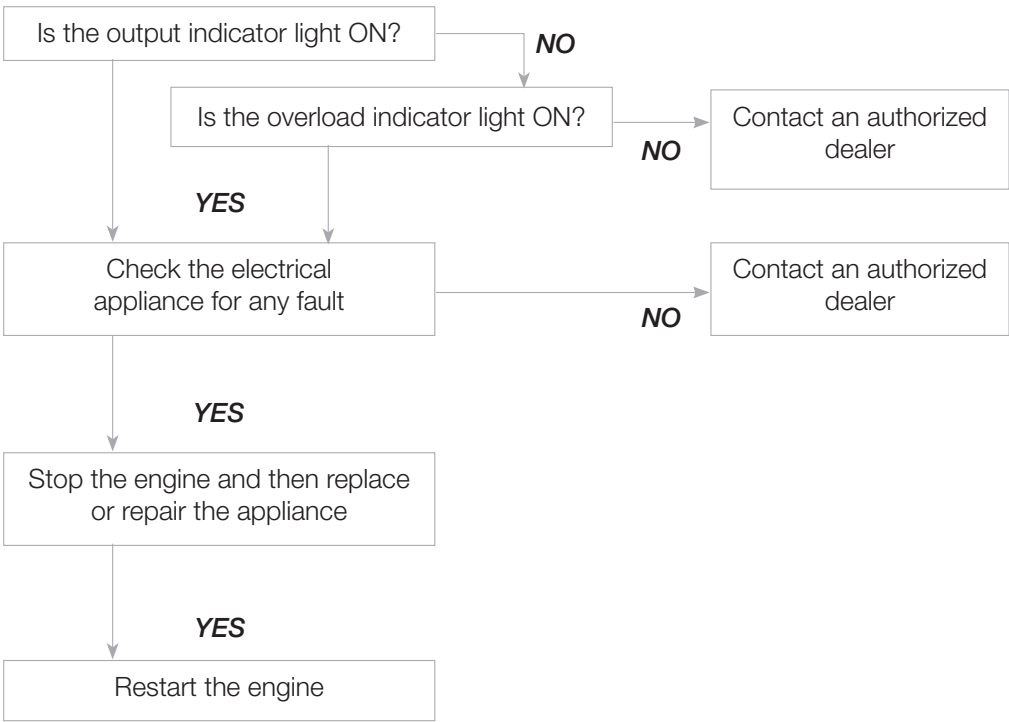 Is the output indicator light ON?
NO
Is the overload indicator light ON?
NO
Contact an authorized
dealer
YES
Check the electrical
appliance for any fault
NO
Contact an authorized
dealer
YES
Stop the engine and then replace
or repair the appliance
YES
Restart the engine